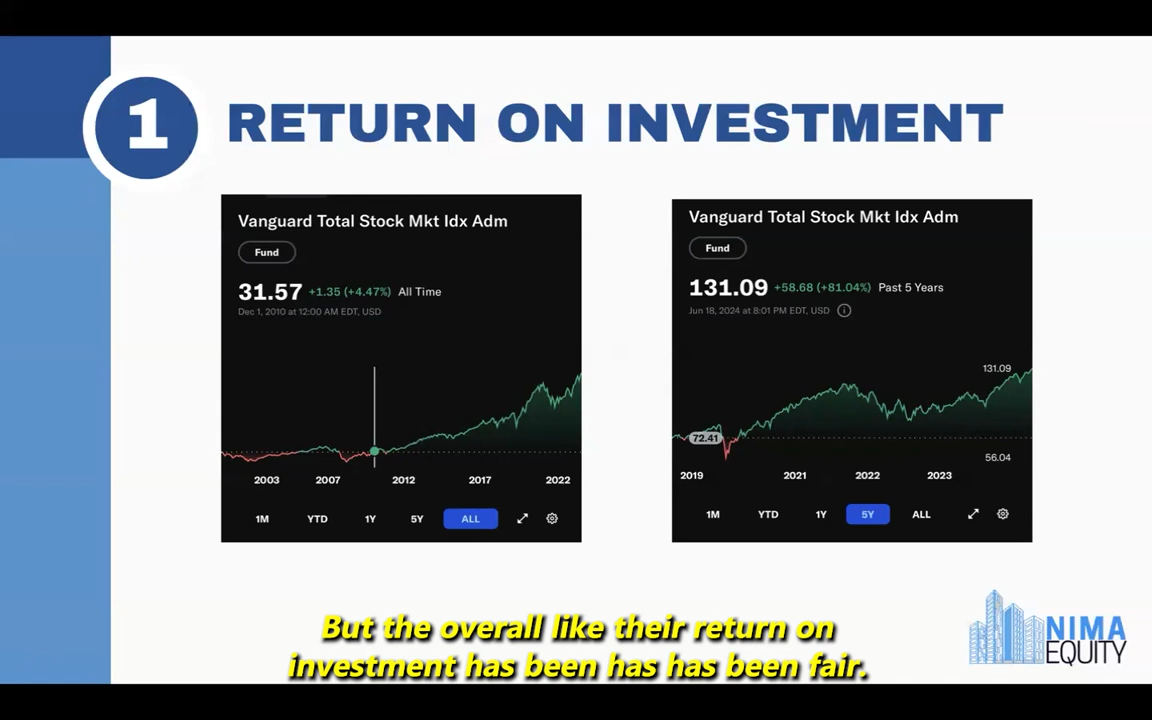 1
RETURN ON INVESTMENT
Vanguard Total Stock Mkt Idx Adm
Fund
31.57 +1.35 (+4.47%) All Time
Dec 1, 2010 at 12:00 AM EDT, USD
2003 2007 2012 2017 2022
1M YTD 1Y 5Y ALL
Vanguard Total Stock Mkt Idx Adm
Fund
131.09 +58.68 (+81.04%) Past 5 Years
Jun 18, 2024 at 8:01 PM EDT, USD
131.09
72.41
56.04
2019 2021 2022 2023
1M YTD 1Y 5Y ALL
But the overall like their return on
investment has been has has been fair.
NIMA
EQUITY